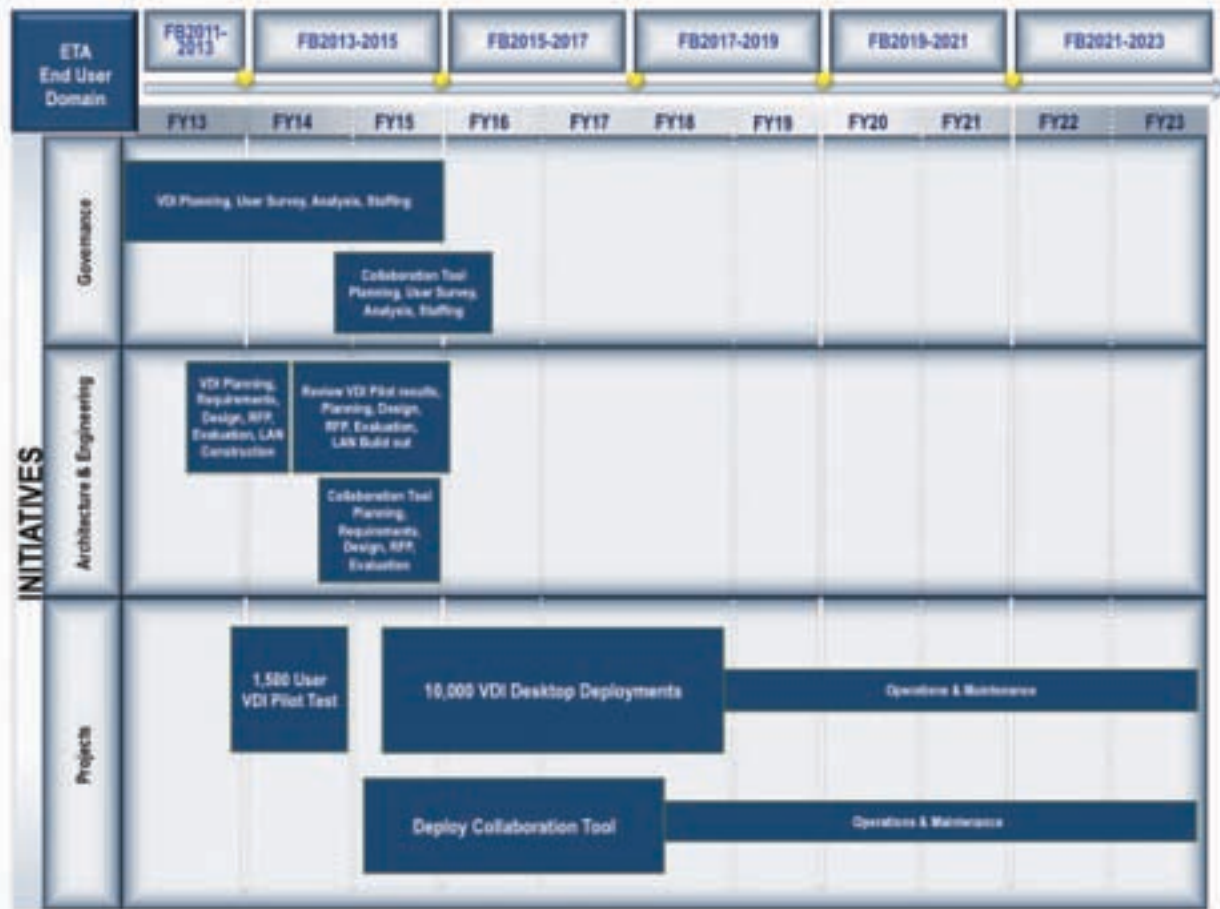 ETA
End User
Domain
FB2011-
2013
FB2013-2015
FB2015-2017
FB2017-2019
FB2019-2021
FB2021-2023
FY13
FY14
FY15
FY16
FY17
FY18
FY19
FY20
FY21
FY22
FY23
INITIATIVES
Governance
VDI Planning, User Survey, Analysis, Staffing
Collaboration Tool
Planning, User Survey,
Analysis, Staffing
Architecture & Engineering
VDI Planning,
Requirements,
Design, RFP,
Evaluation, LAN
Construction
Review VDI Pilot results,
Planning, Design,
RFP, Evaluation,
LAN Build out
Collaboration Tool
Planning,
Requirements,
Design, RFP,
Evaluation
Projects
1,500 User
VDI Pilot Test
10,000 VDI Desktop Deployments
Operations & Maintenance
Deploy Collaboration Tool
Operations & Maintenance